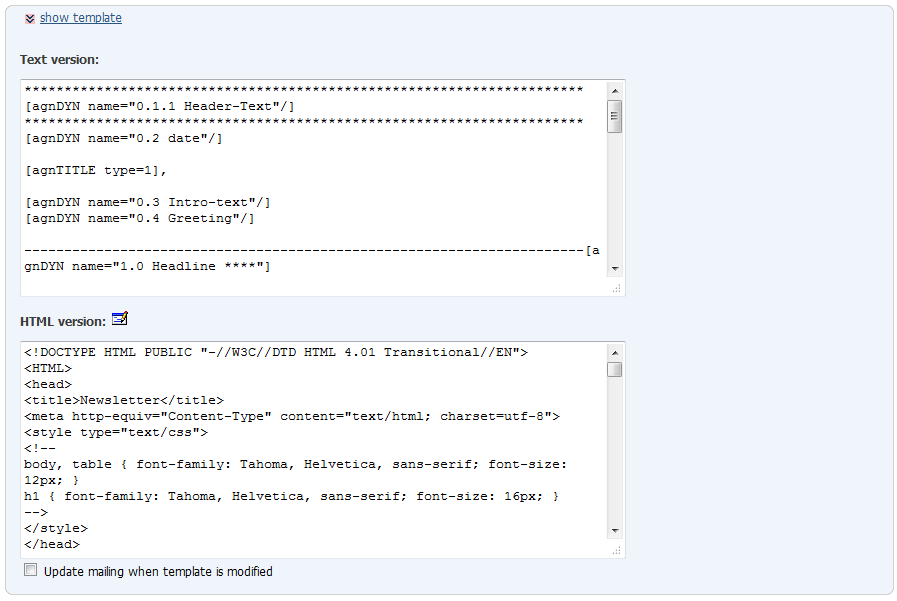 show template
Text version:
**********************************************************************
[agnDYN name="0.1.1 Header-Text"/]
**********************************************************************
[agnDYN name="0.2 date"/]
[agnTITLE type=1],
[agnDYN name="0.3 Intro-text"/]
[agnDYN name="0.4 Greeting"/]
----------------------------------------------------------------------[a
gnDYN name="1.0 Headline ****"]
HTML version:
<!DOCTYPE HTML PUBLIC "-//W3C//DTD HTML 4.01 Transitional//EN">
<HTML>
<head>
<title>Newsletter</title>
<meta http-equiv="Content-Type" content="text/html; charset=utf-8">
<style type="text/css">
<!--
body, table { font-family: Tahoma, Helvetica, sans-serif; font-size:
12px; }
h1 { font-family: Tahoma, Helvetica, sans-serif; font-size: 16px; }
-->
</style>
</head>
Update mailing when template is modified